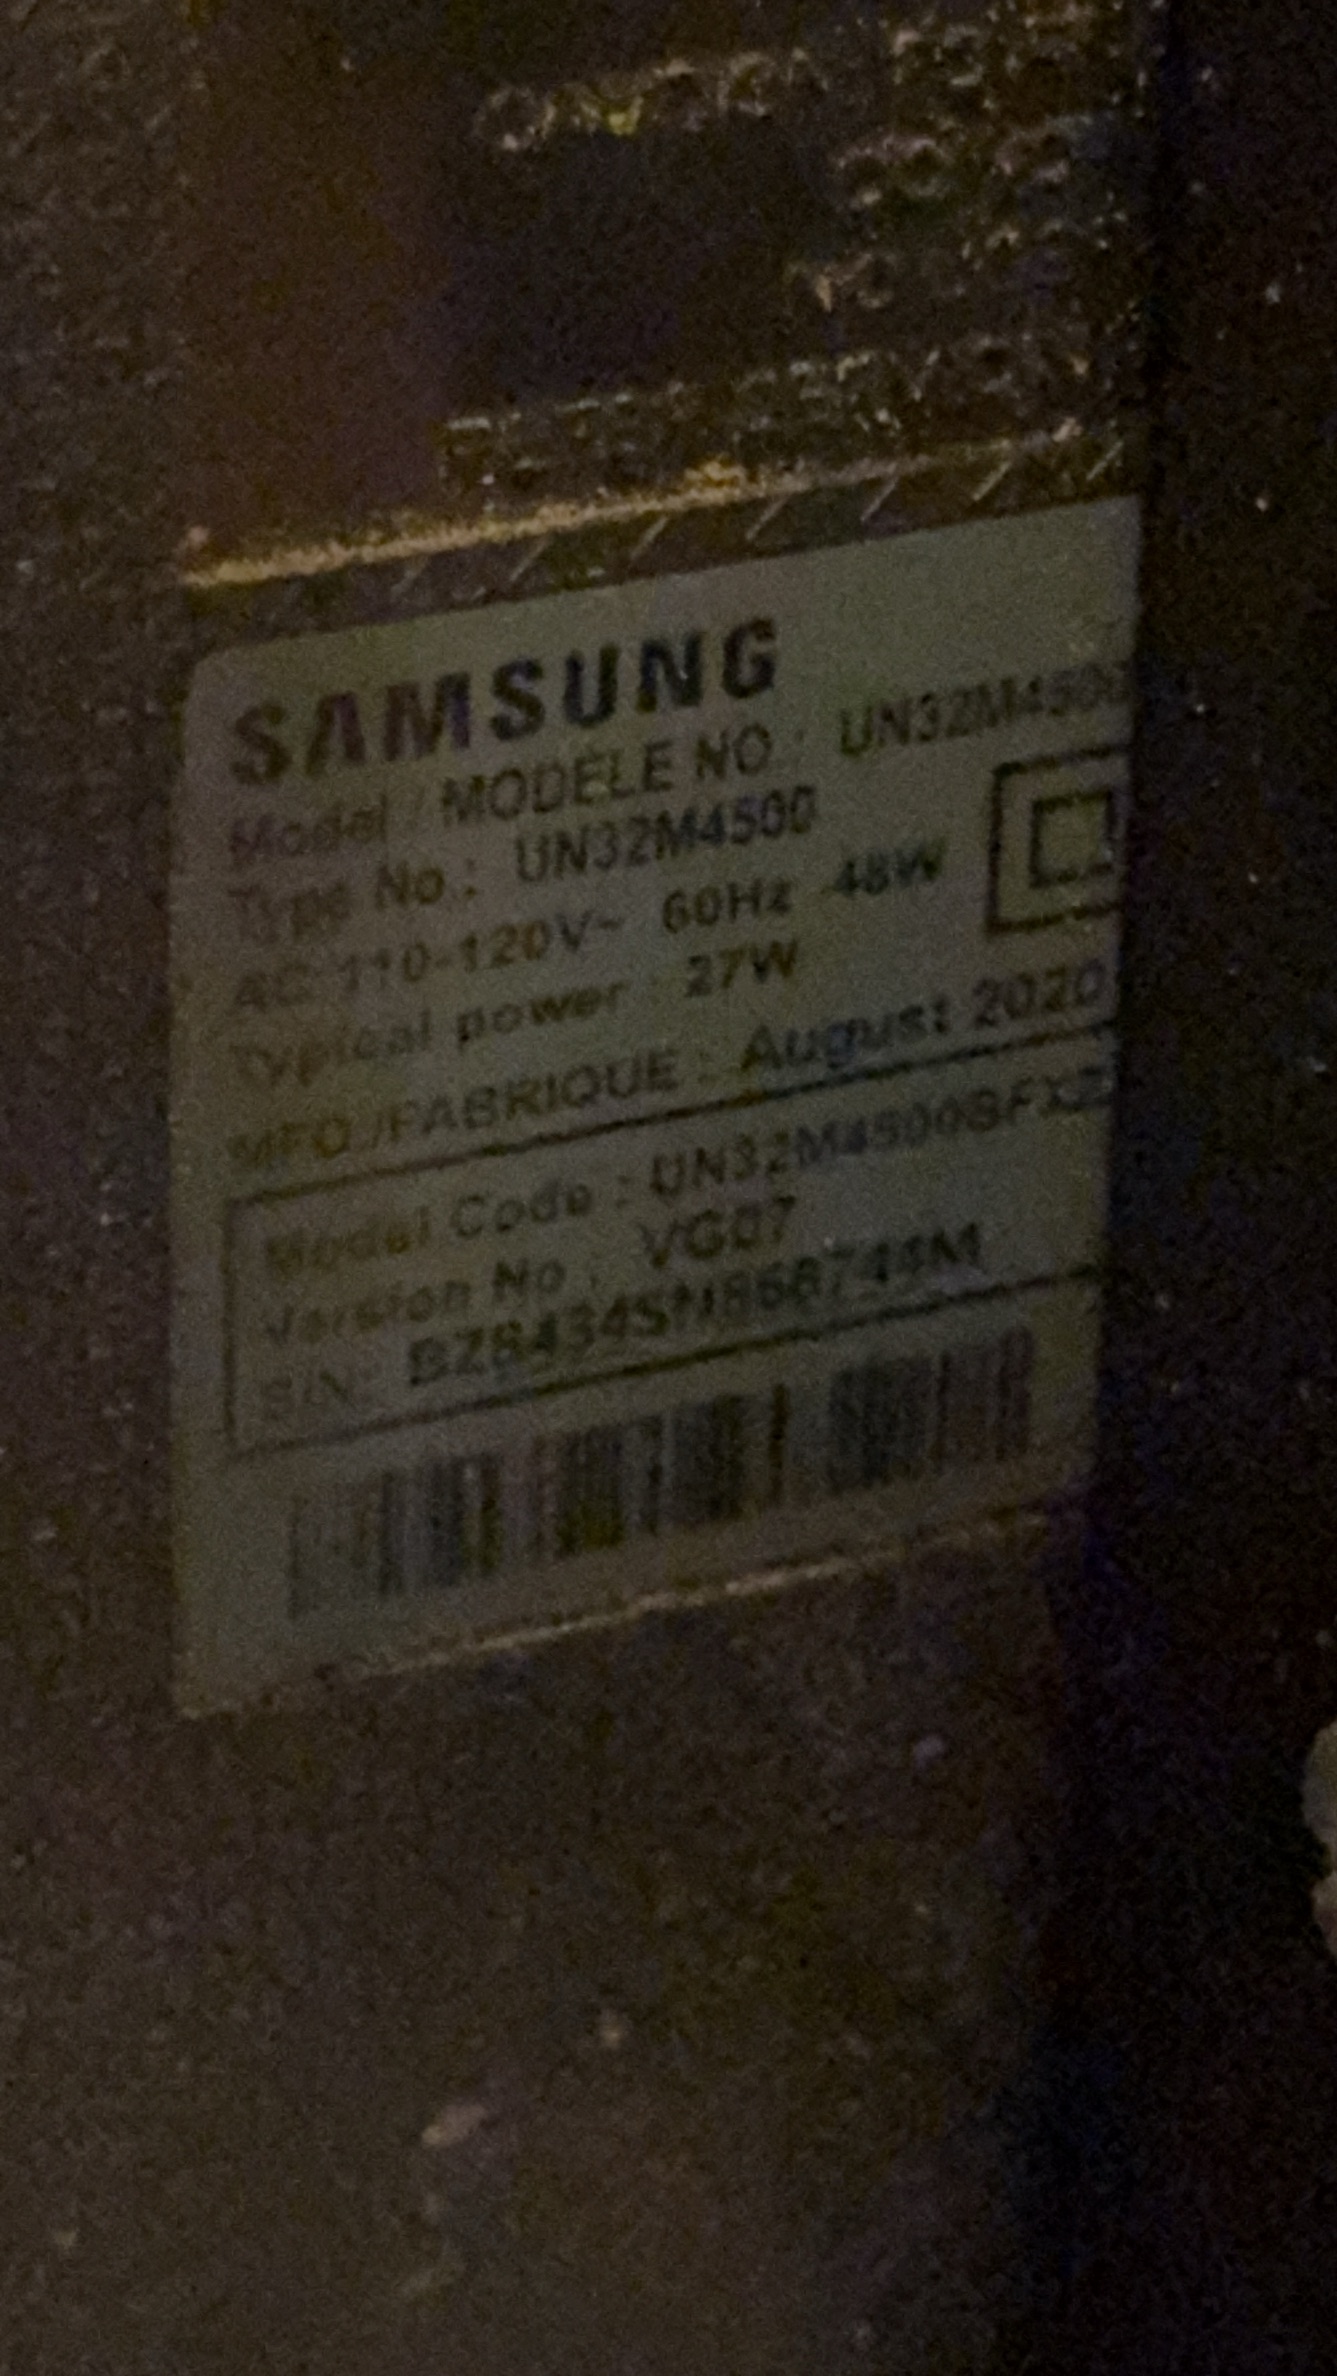 SAMSUNG
Model / MODELE NO.: UN32M4500
Type No.: UN32M4500
AC 110-120V~ 60Hz 48W
Typical power : 27W
MFD./FABRIQUE : August 2020
Model Code : UN32M4500BFXZ
Version No : VG07
S/N: